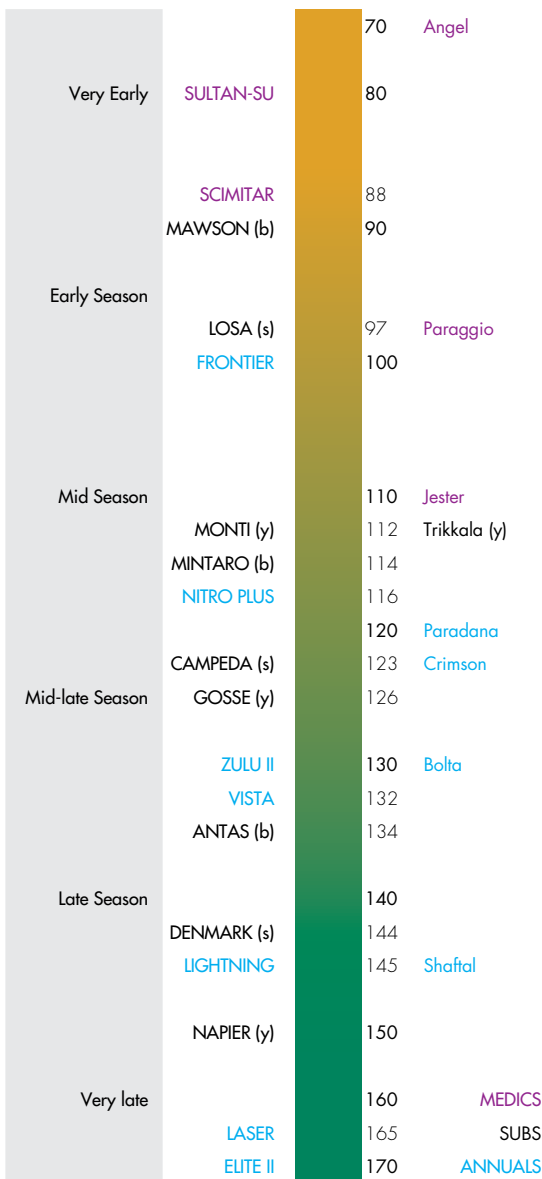 70 Angel
Very Early SULTAN-SU 80
SCIMITAR 88
MAWSON (b) 90
Early Season
LOSA (s) 97 Paraggio
FRONTIER 100
Mid Season 110 Jester
MONTI (y) 112 Trikkala (y)
MINTARO (b) 114
NITRO PLUS 116
120 Paradana
CAMPEDA (s) 123 Crimson
Mid-late Season GOSSE (y) 126
ZULU II 130 Bolta
VISTA 132
ANTAS (b) 134
Late Season 140
DENMARK (s) 144
LIGHTNING 145 Shaftal
NAPIER (y) 150
Very late 160 MEDICS
LASER 165 SUBS
ELITE II 170 ANNUALS